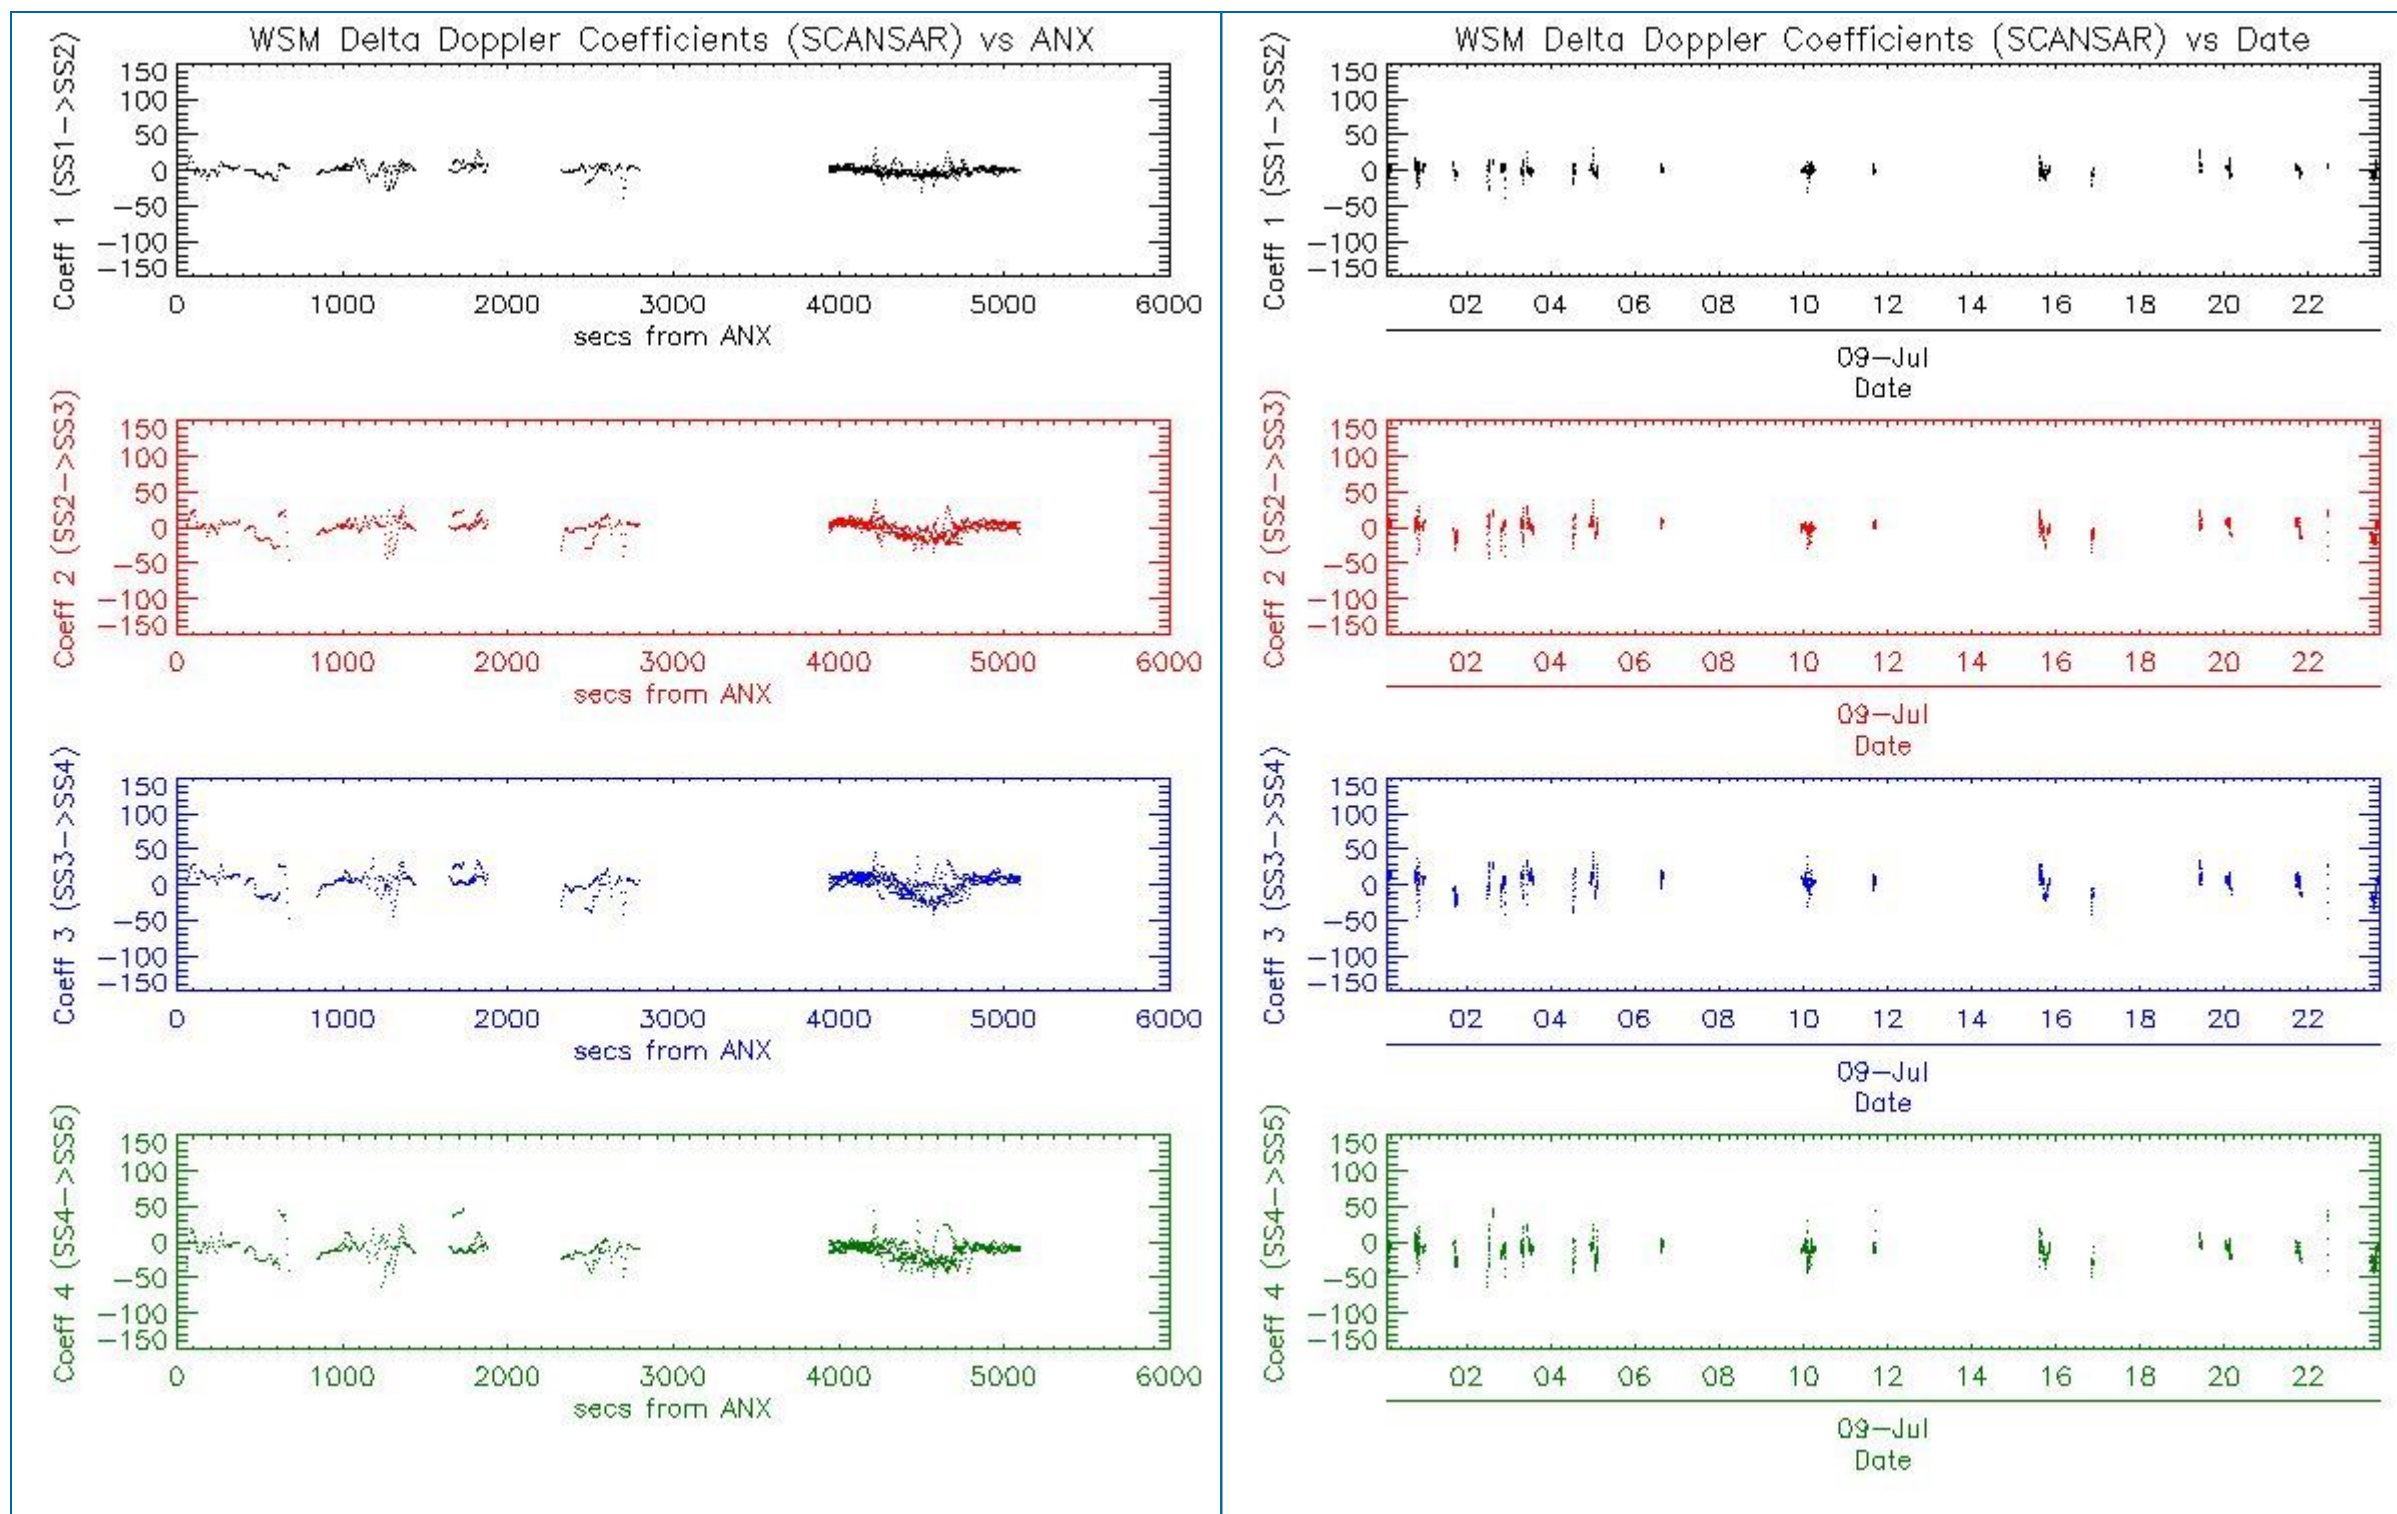 WSM Delta Doppler Coefficients (SCANSAR) vs ANX
Coeff 1 (SS1->SS2)
150
100
50
0
-50
-100
-150
0 1000 2000 3000 4000 5000 6000
secs from ANX
Coeff 2 (SS2->SS3)
150
100
50
0
-50
-100
-150
0 1000 2000 3000 4000 5000 6000
secs from ANX
Coeff 3 (SS3->SS4)
150
100
50
0
-50
-100
-150
0 1000 2000 3000 4000 5000 6000
secs from ANX
Coeff 4 (SS4->SS5)
150
100
50
0
-50
-100
-150
0 1000 2000 3000 4000 5000 6000
secs from ANX
WSM Delta Doppler Coefficients (SCANSAR) vs Date
Coeff 1 (SS1->SS2)
150
100
50
0
-50
-100
-150
02 04 06 08 10 12 14 16 18 20 22
09-Jul
Date
Coeff 2 (SS2->SS3)
150
100
50
0
-50
-100
-150
02 04 06 08 10 12 14 16 18 20 22
09-Jul
Date
Coeff 3 (SS3->SS4)
150
100
50
0
-50
-100
-150
02 04 06 08 10 12 14 16 18 20 22
09-Jul
Date
Coeff 4 (SS4->SS5)
150
100
50
0
-50
-100
-150
02 04 06 08 10 12 14 16 18 20 22
09-Jul
Date